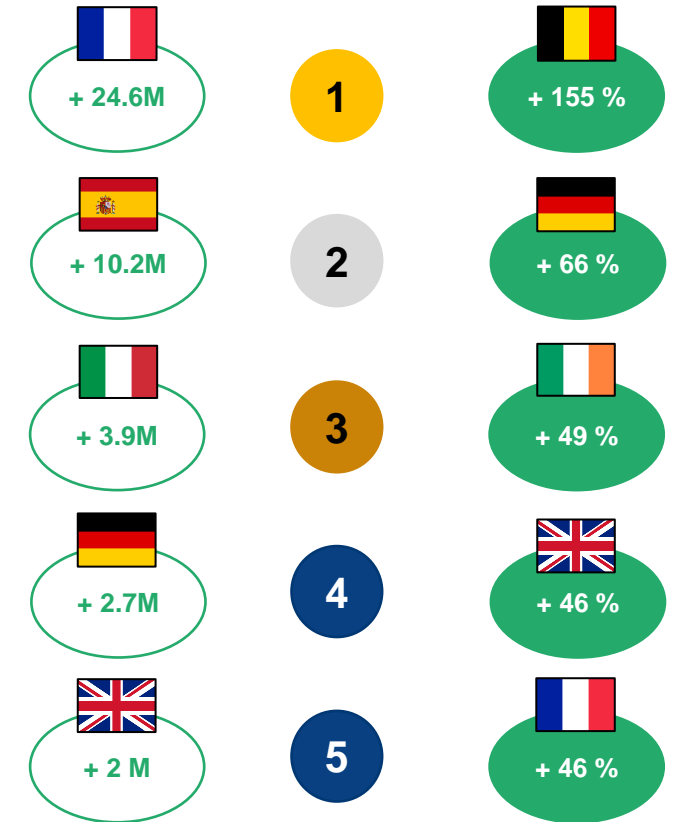 + 24.6M
1
+ 155 %
+ 10.2M
2
+ 66 %
+ 3.9M
3
+ 49 %
+ 2.7M
4
+ 46 %
+ 2 M
5
+ 46 %